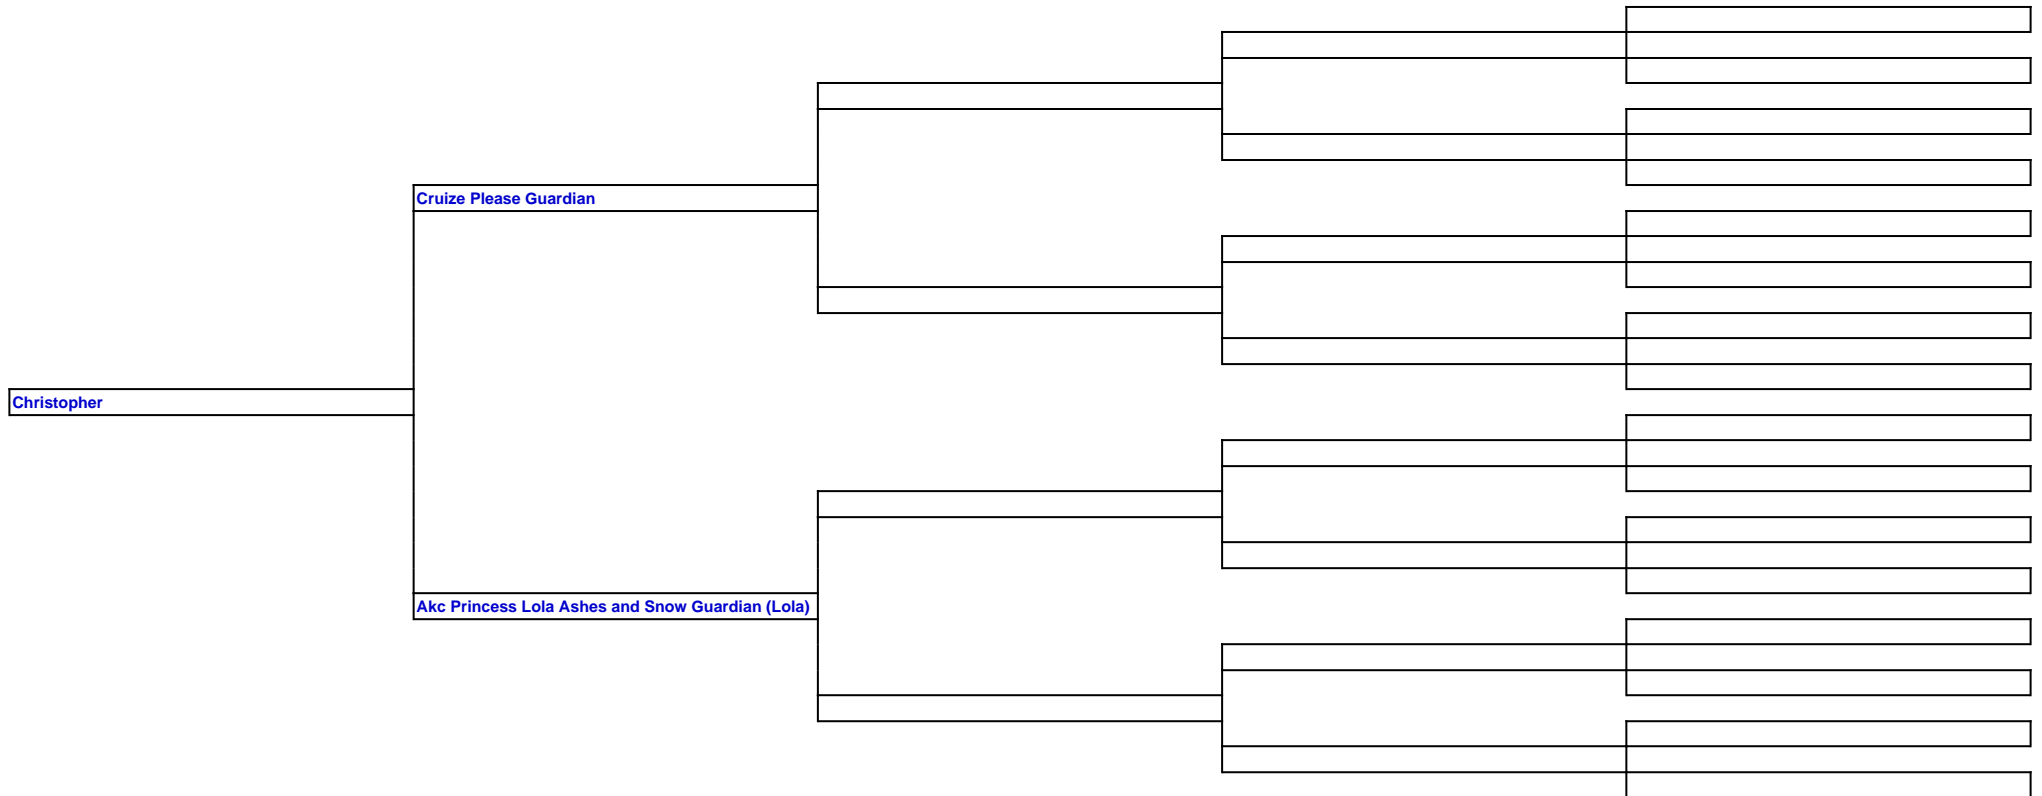 Cruize Please Guardian
Christopher
Akc Princess Lola Ashes and Snow Guardian (Lola)